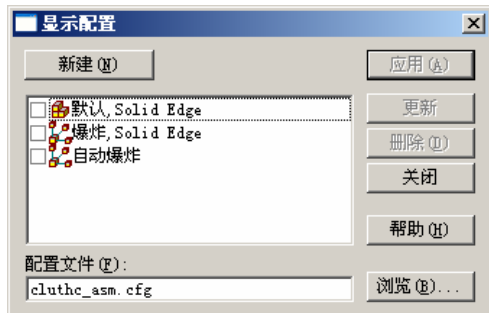 显示配置
新建(N)
应用(A)
默认,Solid Edge
爆炸,Solid Edge
自动爆炸
更新
删除(D)
关闭
帮助(H)
配置文件(F):
cluthc_asm.cfg
浏览(B)...